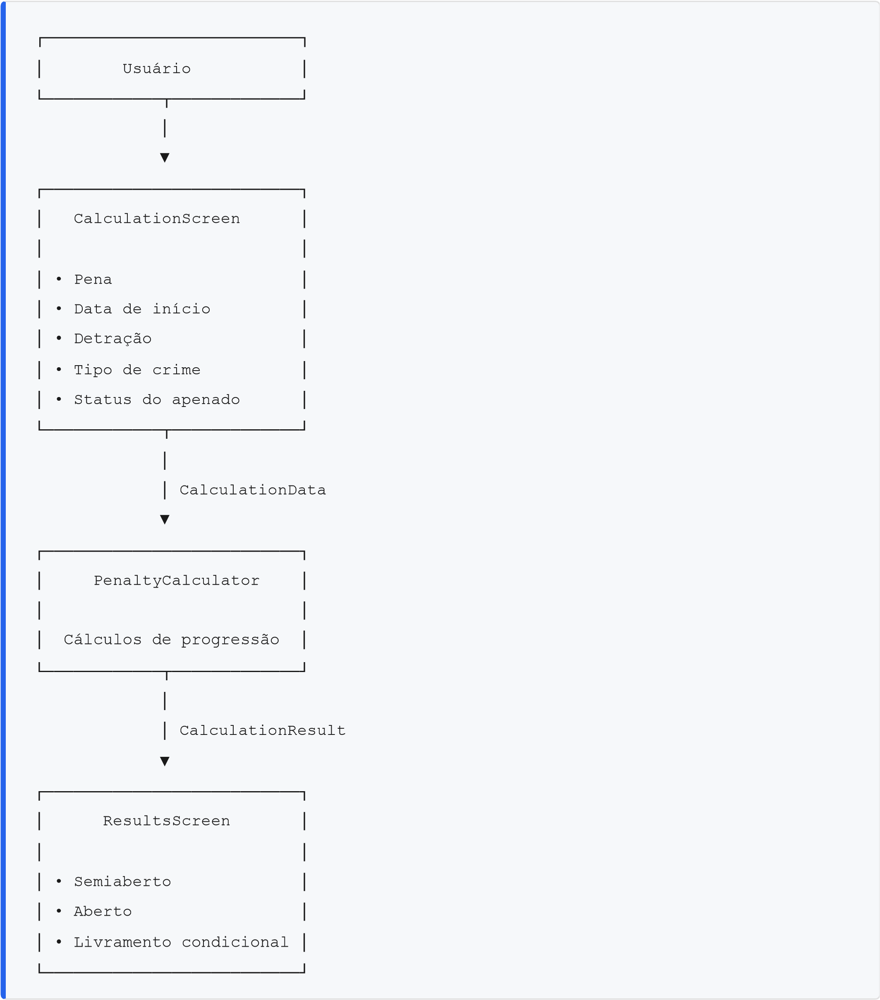 Usuário
CalculationScreen
• Pena
• Data de início
• Detração
• Tipo de crime
• Status do apenado
CalculationData
PenaltyCalculator
Cálculos de progressão
CalculationResult
ResultsScreen
• Semiaberto
• Aberto
• Livramento condicional